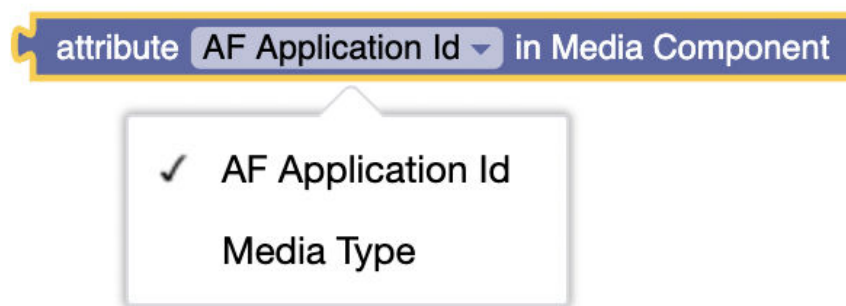 attribute AF Application Id in Media Component
AF Application Id
Media Type